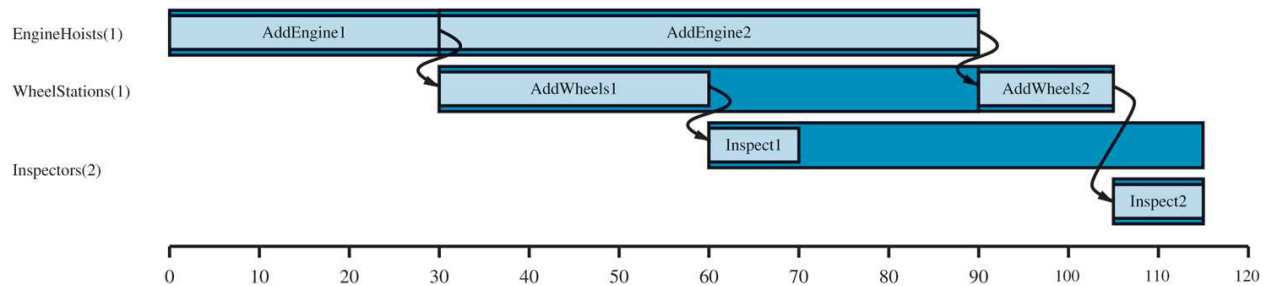 EngineHoists(1) AddEngine1 AddEngine2
WheelStations(1) AddWheels1 AddWheels2
Inspect1
Inspectors(2)
Inspect2
0 10 20 30 40 50 60 70 80 90 100 110 120